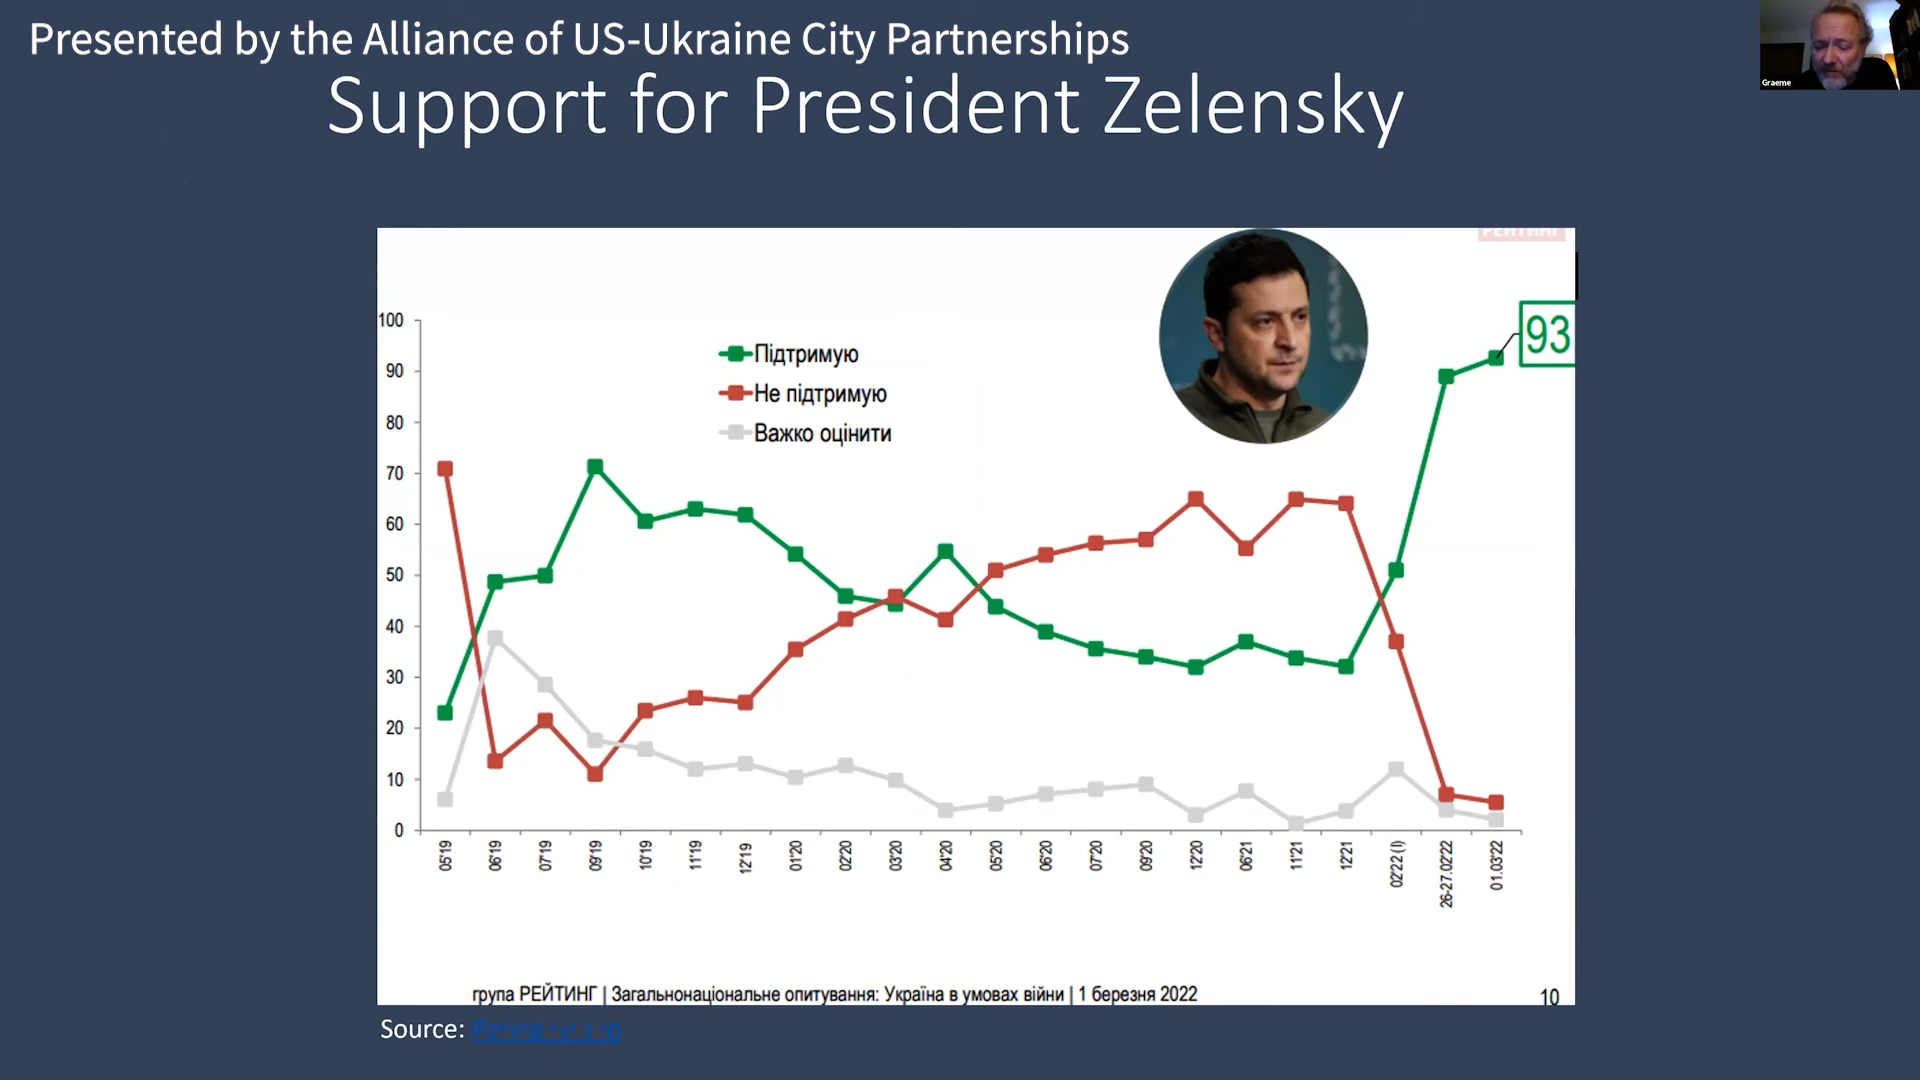 Presented by the Alliance of US-Ukraine City Partnerships
Graeme
Support for President Zelensky
РЕЙТИНГ
93
100
90
80
70
60
50
40
30
20
10
0
Підтримую
Не підтримую
Важко оцінити
05'19 06'19 07'19 09'19 10'19 11'19 12'19 01'20 02'20 03'20 04'20 05'20 06'20 07'20 09'20 12'20 06'21 11'21 12'21 02'22 (I) 26-27.02'22 01.03'22
група РЕЙТИНГ | Загальнонаціональне опитування: Україна в умовах війни | 1 березня 2022
10
Source: